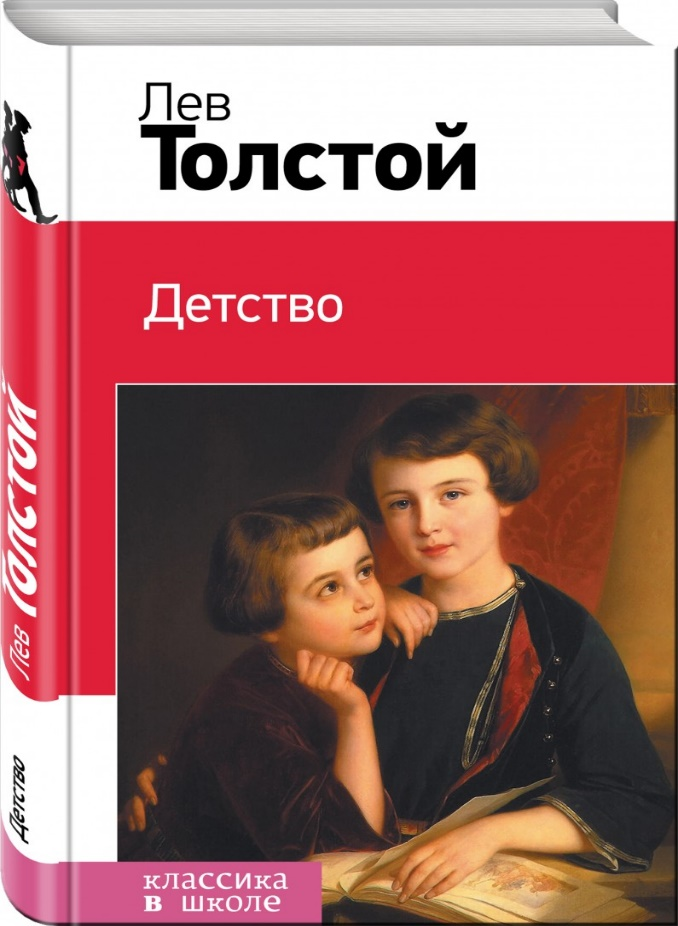 Лев
Толстой
Детство
Лев Толстой
Детство
классика
в школе